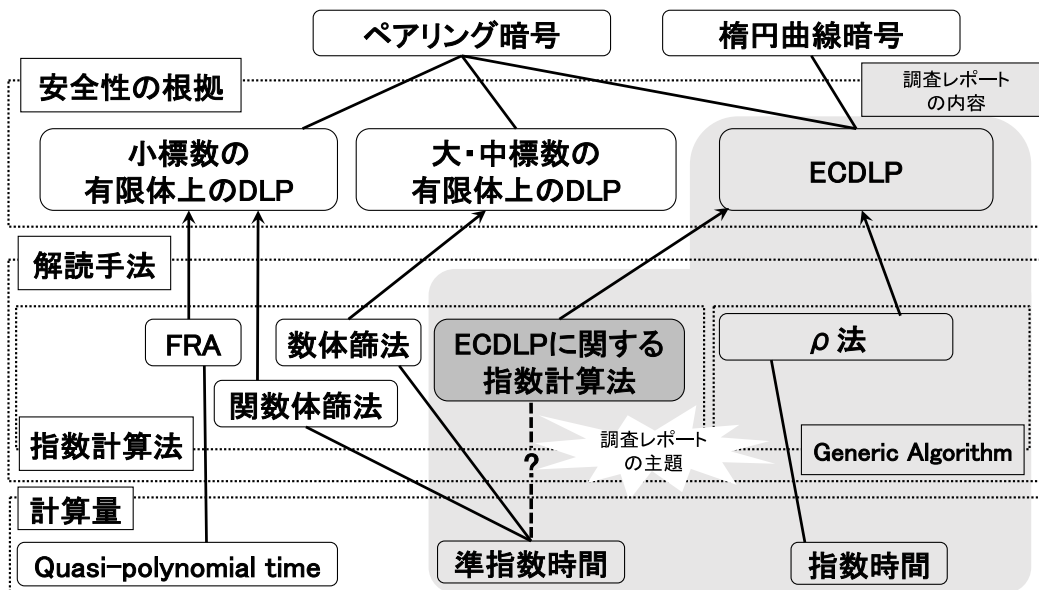 ペアリング暗号
楕円曲線暗号
安全性の根拠
調査レポート
の内容
小標数の
有限体上のDLP
大・中標数の
有限体上のDLP
ECDLP
解読手法
FRA
数体篩法
ECDLPに関する
指数計算法
ρ法
関数体篩法
指数計算法
調査レポート
の主題
Generic Algorithm
?
計算量
Quasi-polynomial time
準指数時間
指数時間